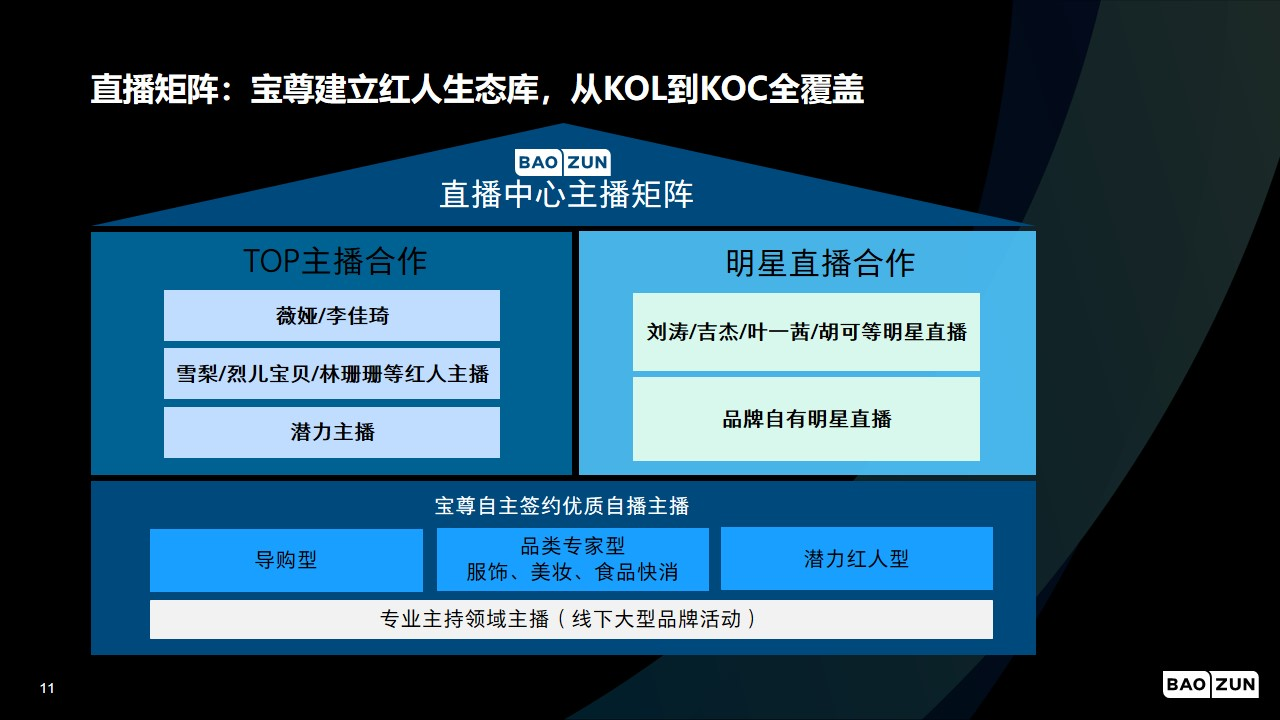 直播矩阵：宝尊建立红人生态库，从KOL到KOC全覆盖
BAO ZUN
直播中心主播矩阵
TOP主播合作
薇娅/李佳琦
雪梨/烈儿宝贝/林珊珊等红人主播
潜力主播
明星直播合作
刘涛/吉杰/叶一茜/胡可等明星直播
品牌自有明星直播
宝尊自主签约优质自播主播
导购型
品类专家型
服饰、美妆、食品快消
潜力红人型
专业主持领域主播（线下大型品牌活动）
11
BAO ZUN